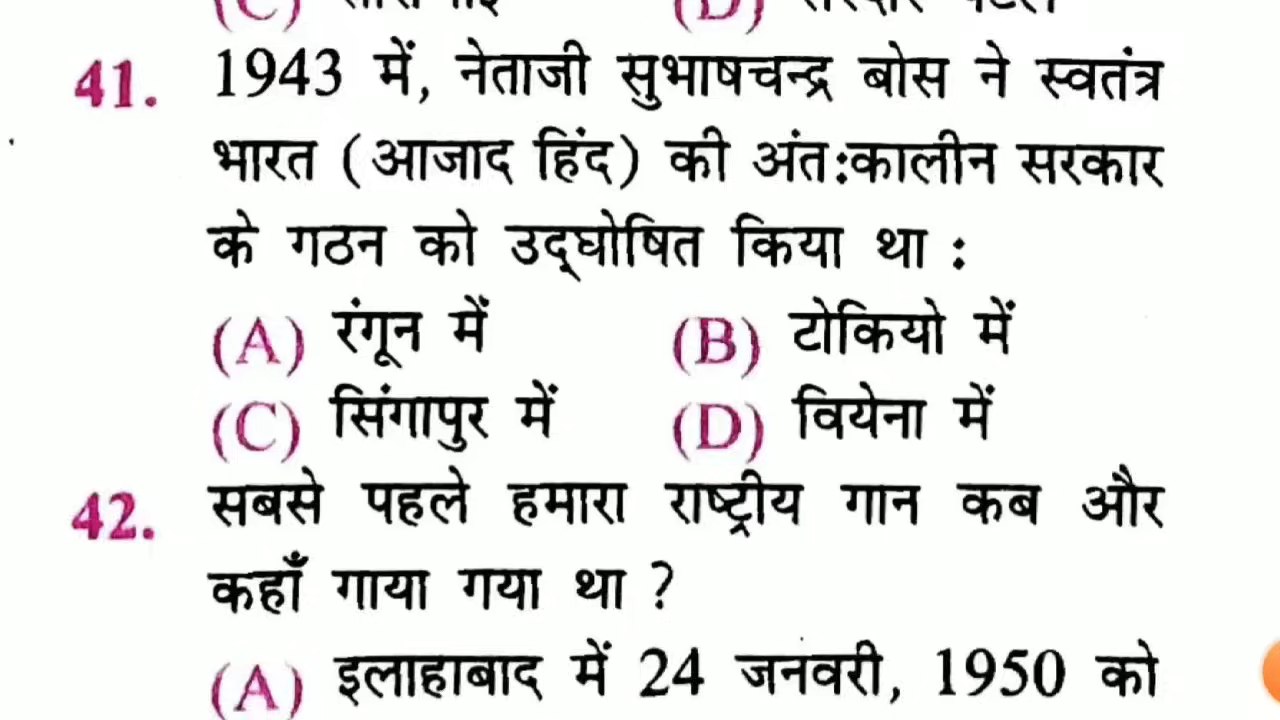 (C) (D)
41. 1943 में, नेताजी सुभाषचन्द्र बोस ने स्वतंत्र
भारत (आजाद हिंद) की अंत:कालीन सरकार
के गठन को उद्‌घोषित किया था :
(A) रंगून में (B) टोकियो में
(C) सिंगापुर में (D) वियेना में
42. सबसे पहले हमारा राष्ट्रीय गान कब और
कहाँ गाया गया था ?
(A) इलाहाबाद में 24 जनवरी, 1950 को